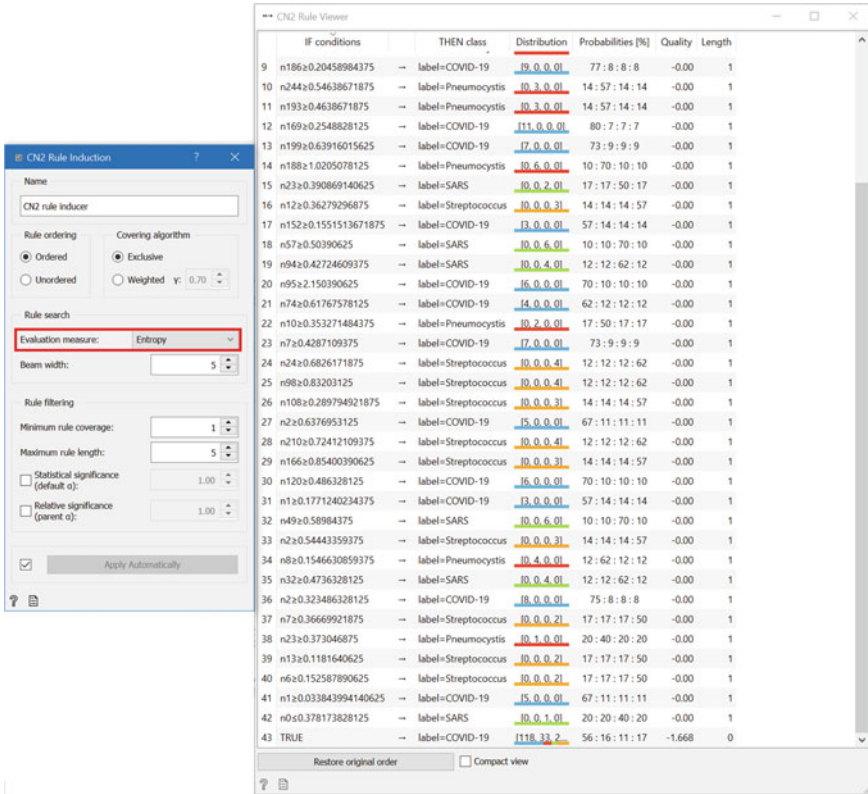 CN2 Rule Induction ? ×
Name
CN2 rule inducer
Rule ordering Covering algorithm
Ordered Exclusive
Unordered Weighted γ: 0.70
Rule search
Evaluation measure: Entropy
Beam width: 5
Rule filtering
Minimum rule coverage: 1
Maximum rule length: 5
Statistical significance
(default α): 1.00
Relative significance
(parent α): 1.00
Apply Automatically
?
CN2 Rule Viewer
IF conditions THEN class Distribution Probabilities [%] Quality Length
9 n186≥0.20458984375 → label=COVID-19 [9, 0, 0, 0] 77 : 8 : 8 : 8 -0.00 1
10 n244≥0.54638671875 → label=Pneumocystis [0, 3, 0, 0] 14 : 57 : 14 : 14 -0.00 1
11 n193≥0.4638671875 → label=Pneumocystis [0, 3, 0, 0] 14 : 57 : 14 : 14 -0.00 1
12 n169≥0.2548828125 → label=COVID-19 [11, 0, 0, 0] 80 : 7 : 7 : 7 -0.00 1
13 n199≥0.63916015625 → label=COVID-19 [7, 0, 0, 0] 73 : 9 : 9 : 9 -0.00 1
14 n188≥1.0205078125 → label=Pneumocystis [0, 6, 0, 0] 10 : 70 : 10 : 10 -0.00 1
15 n23≥0.390869140625 → label=SARS [0, 0, 2, 0] 17 : 17 : 50 : 17 -0.00 1
16 n12≥0.36279296875 → label=Streptococcus [0, 0, 0, 3] 14 : 14 : 14 : 57 -0.00 1
17 n152≥0.1551513671875 → label=COVID-19 [3, 0, 0, 0] 57 : 14 : 14 : 14 -0.00 1
18 n57≥0.50390625 → label=SARS [0, 0, 6, 0] 10 : 10 : 70 : 10 -0.00 1
19 n94≥0.42724609375 → label=SARS [0, 0, 4, 0] 12 : 12 : 62 : 12 -0.00 1
20 n95≥2.150390625 → label=COVID-19 [6, 0, 0, 0] 70 : 10 : 10 : 10 -0.00 1
21 n74≥0.61767578125 → label=COVID-19 [4, 0, 0, 0] 62 : 12 : 12 : 12 -0.00 1
22 n10≥0.353271484375 → label=Pneumocystis [0, 2, 0, 0] 17 : 50 : 17 : 17 -0.00 1
23 n7≥0.4287109375 → label=COVID-19 [7, 0, 0, 0] 73 : 9 : 9 : 9 -0.00 1
24 n24≥0.6826171875 → label=Streptococcus [0, 0, 0, 4] 12 : 12 : 12 : 62 -0.00 1
25 n98≥0.83203125 → label=Streptococcus [0, 0, 0, 4] 12 : 12 : 12 : 62 -0.00 1
26 n108≥0.289794921875 → label=Streptococcus [0, 0, 0, 3] 14 : 14 : 14 : 57 -0.00 1
27 n2≥0.6376953125 → label=COVID-19 [5, 0, 0, 0] 67 : 11 : 11 : 11 -0.00 1
28 n210≥0.72412109375 → label=Streptococcus [0, 0, 0, 4] 12 : 12 : 12 : 62 -0.00 1
29 n166≥0.85400390625 → label=Streptococcus [0, 0, 0, 3] 14 : 14 : 14 : 57 -0.00 1
30 n120≥0.486328125 → label=COVID-19 [6, 0, 0, 0] 70 : 10 : 10 : 10 -0.00 1
31 n1≥0.1771240234375 → label=COVID-19 [3, 0, 0, 0] 57 : 14 : 14 : 14 -0.00 1
32 n49≥0.58984375 → label=SARS [0, 0, 6, 0] 10 : 10 : 70 : 10 -0.00 1
33 n2≥0.54443359375 → label=Streptococcus [0, 0, 0, 3] 14 : 14 : 14 : 57 -0.00 1
34 n8≥0.1546630859375 → label=Pneumocystis [0, 4, 0, 0] 12 : 62 : 12 : 12 -0.00 1
35 n32≥0.4736328125 → label=SARS [0, 0, 4, 0] 12 : 12 : 62 : 12 -0.00 1
36 n2≥0.323486328125 → label=COVID-19 [8, 0, 0, 0] 75 : 8 : 8 : 8 -0.00 1
37 n7≥0.36669921875 → label=Streptococcus [0, 0, 0, 2] 17 : 17 : 17 : 50 -0.00 1
38 n23≥0.373046875 → label=Pneumocystis [0, 1, 0, 0] 20 : 40 : 20 : 20 -0.00 1
39 n13≥0.1181640625 → label=Streptococcus [0, 0, 0, 2] 17 : 17 : 17 : 50 -0.00 1
40 n6≥0.152587890625 → label=Streptococcus [0, 0, 0, 2] 17 : 17 : 17 : 50 -0.00 1
41 n1≥0.033843994140625 → label=COVID-19 [5, 0, 0, 0] 67 : 11 : 11 : 11 -0.00 1
42 n0≤0.378173828125 → label=SARS [0, 0, 1, 0] 20 : 20 : 40 : 20 -0.00 1
43 TRUE → label=COVID-19 [118, 33, 2... 56 : 16 : 11 : 17 -1.668 0
Restore original order Compact view
?